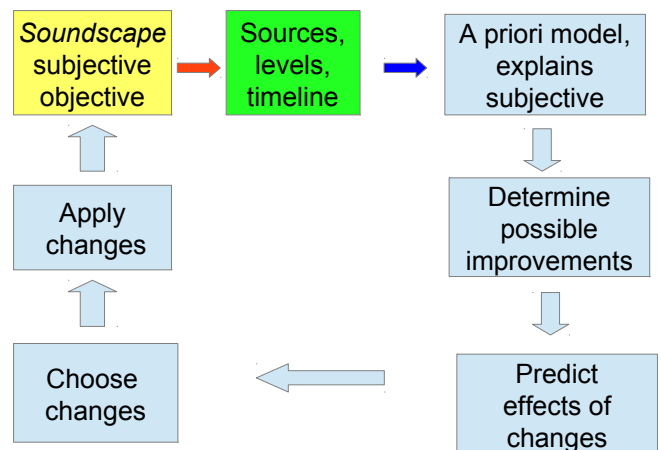 Soundscape
subjective
objective
Sources,
levels,
timeline
A priori model,
explains
subjective
Determine
possible
improvements
Predict
effects of
changes
Choose
changes
Apply
changes